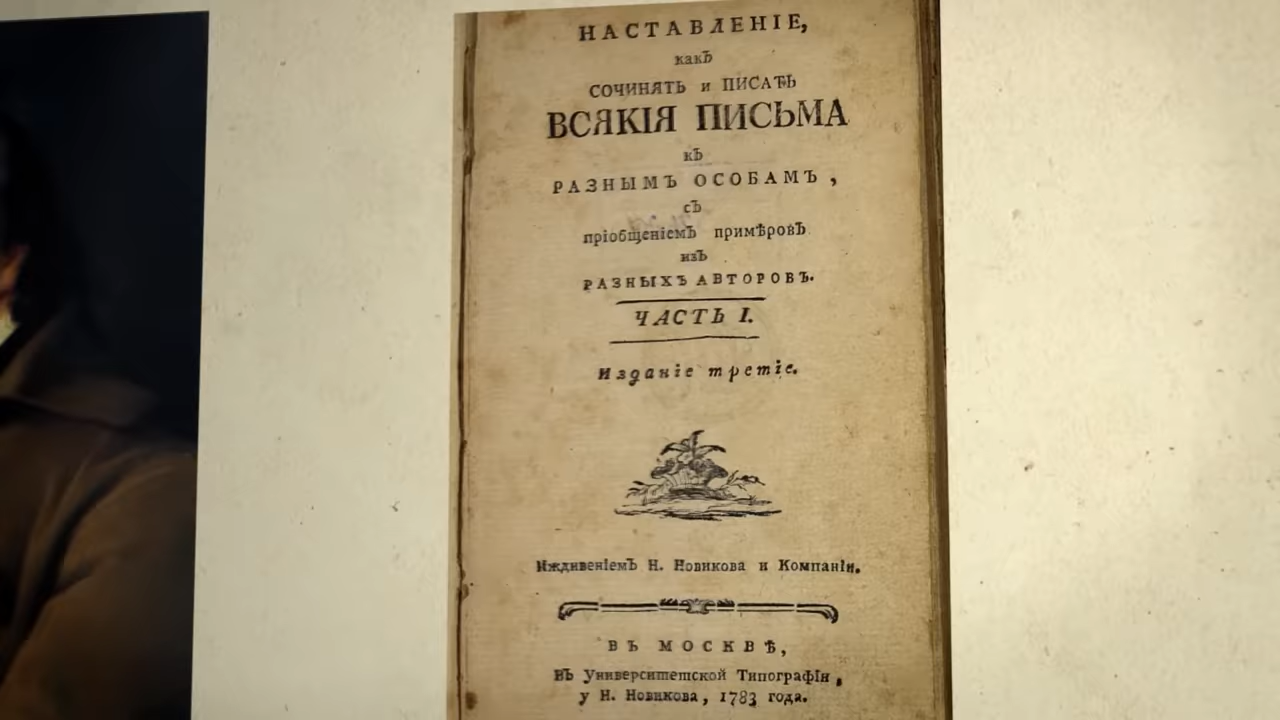 НАСТАВЛЕНІЕ,
какЪ
СОЧИНЯТЬ и ПИСАТЬ
ВСЯКІЯ ПИСЬМА
кЪ
РАЗНЫМЪ ОСОБАМЪ,
сЪ
пріобщеніемЪ примѣровЪ
изЪ
РАЗНЫХЪ АВТОРОВЪ.
ЧАСТЬ I.
Изданіе третіе.
ИждивеніемЪ Н. Новикова и Компаніи.
ВЪ МОСКВѢ,
ВЪ Университетской Типографіи,
у Н. Новикова, 1783 года.